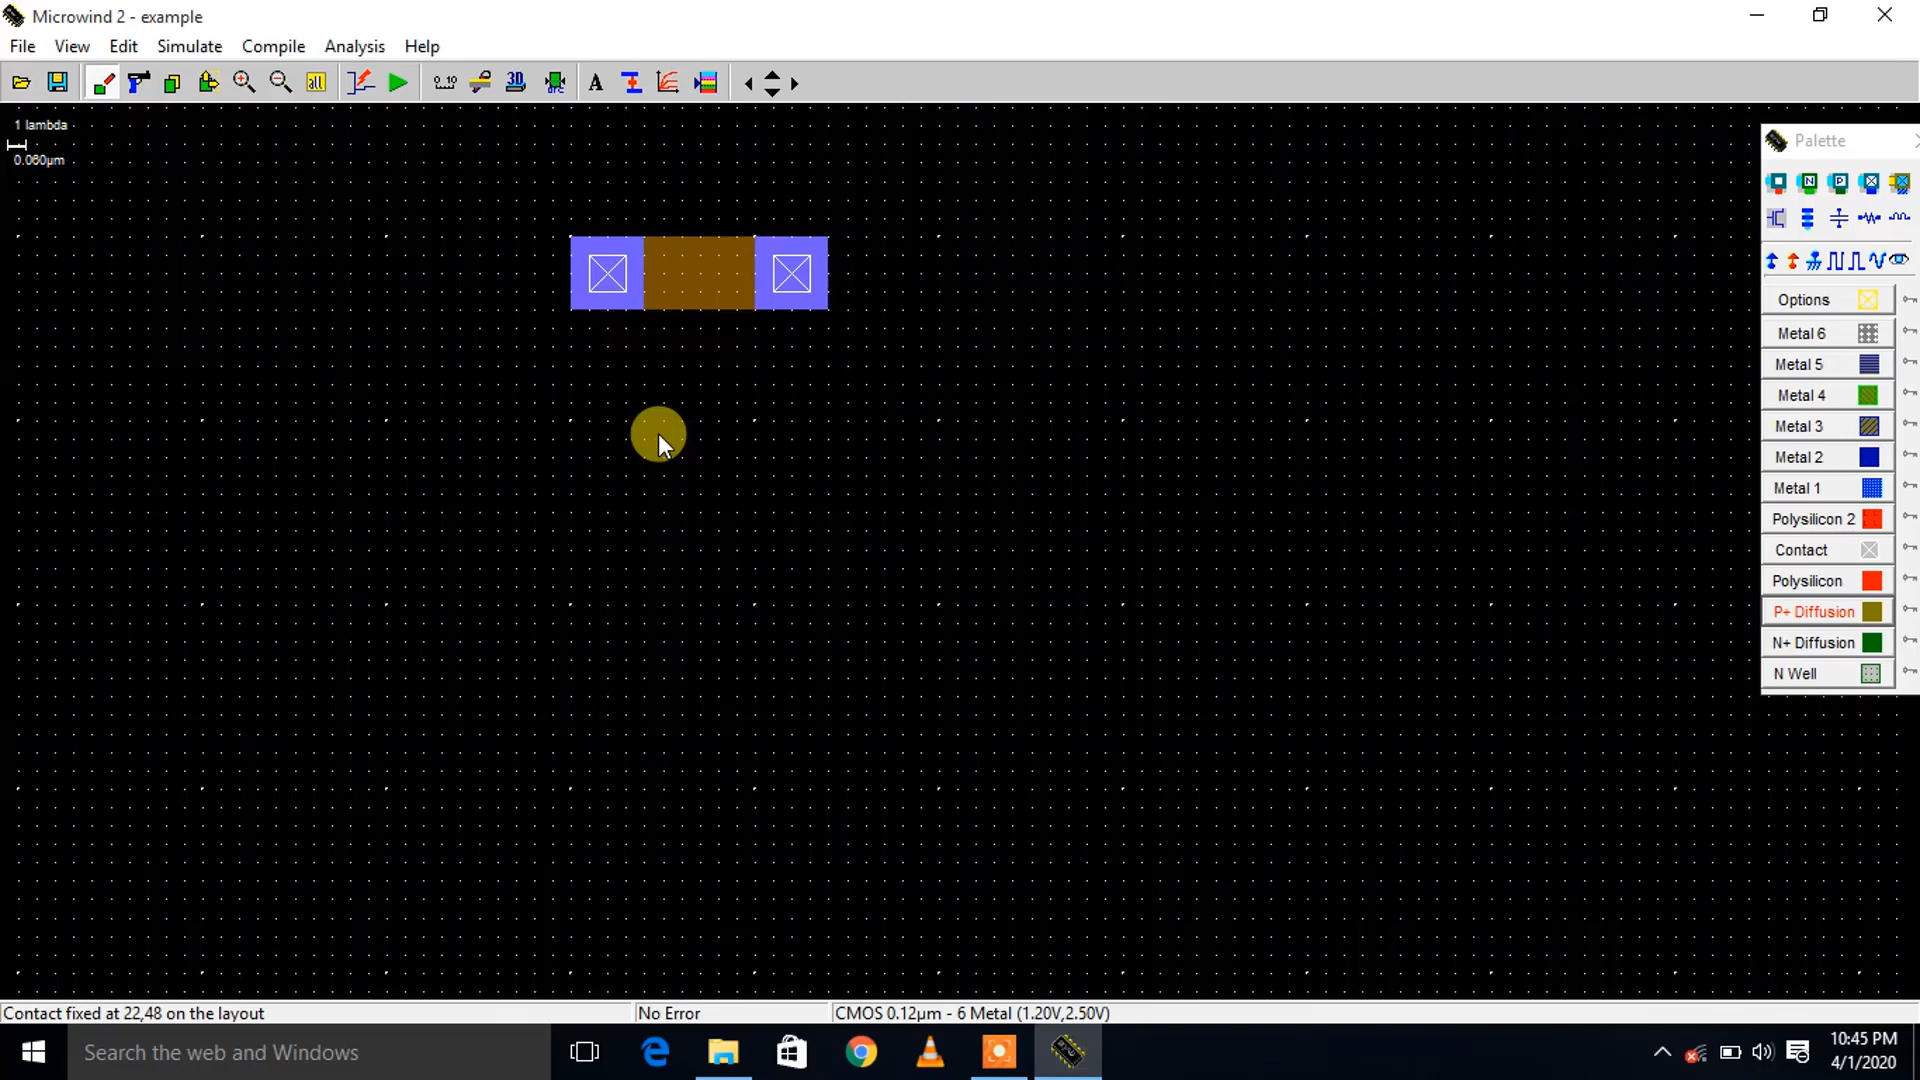 Microwind 2 - example
File View Edit Simulate Compile Analysis Help
all 3D A
1 lambda
0.060µm
Palette
N P
Options
Metal 6
Metal 5
Metal 4
Metal 3
Metal 2
Metal 1
Polysilicon 2
Contact
Polysilicon
P+ Diffusion
N+ Diffusion
N Well
Contact fixed at 22,48 on the layout No Error CMOS 0.12µm - 6 Metal (1.20V,2.50V)
Search the web and Windows
10:45 PM
4/1/2020